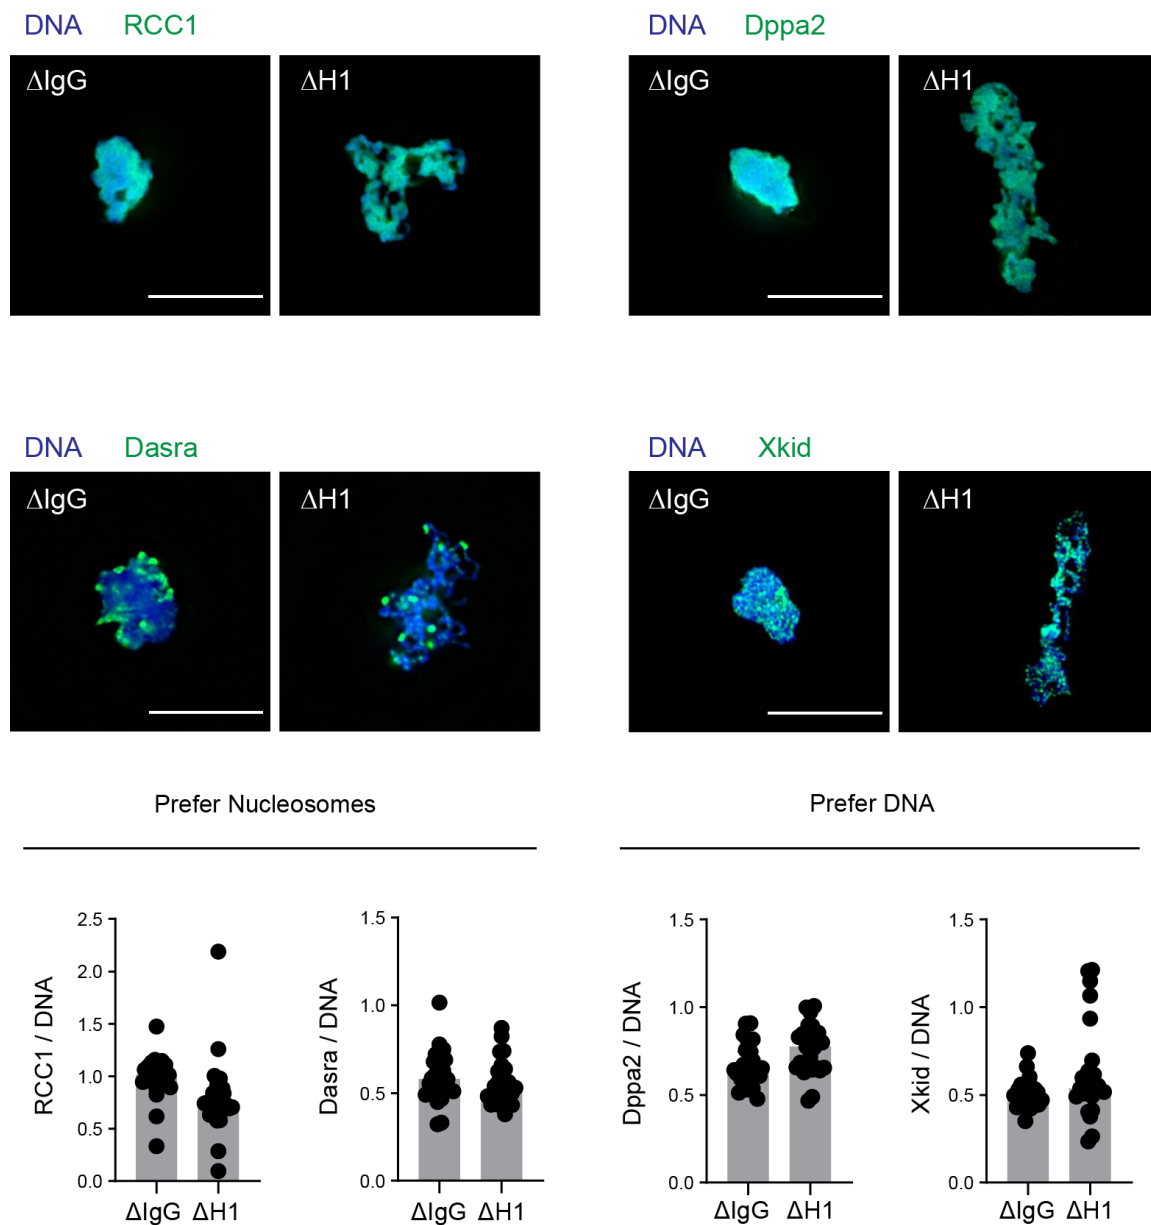 DNA RCC1
DNA Dppa2
ΔIgG
ΔH1
ΔIgG
ΔH1
DNA Dasra
DNA Xkid
ΔIgG
ΔH1
ΔIgG
ΔH1
Prefer Nucleosomes
Prefer DNA
RCC1 / DNA
2.5
2.0
1.5
1.0
0.5
0.0
ΔIgG ΔH1
Dasra / DNA
1.5
1.0
0.5
0.0
ΔIgG ΔH1
Dppa2 / DNA
1.5
1.0
0.5
0.0
ΔIgG ΔH1
Xkid / DNA
1.5
1.0
0.5
0.0
ΔIgG ΔH1